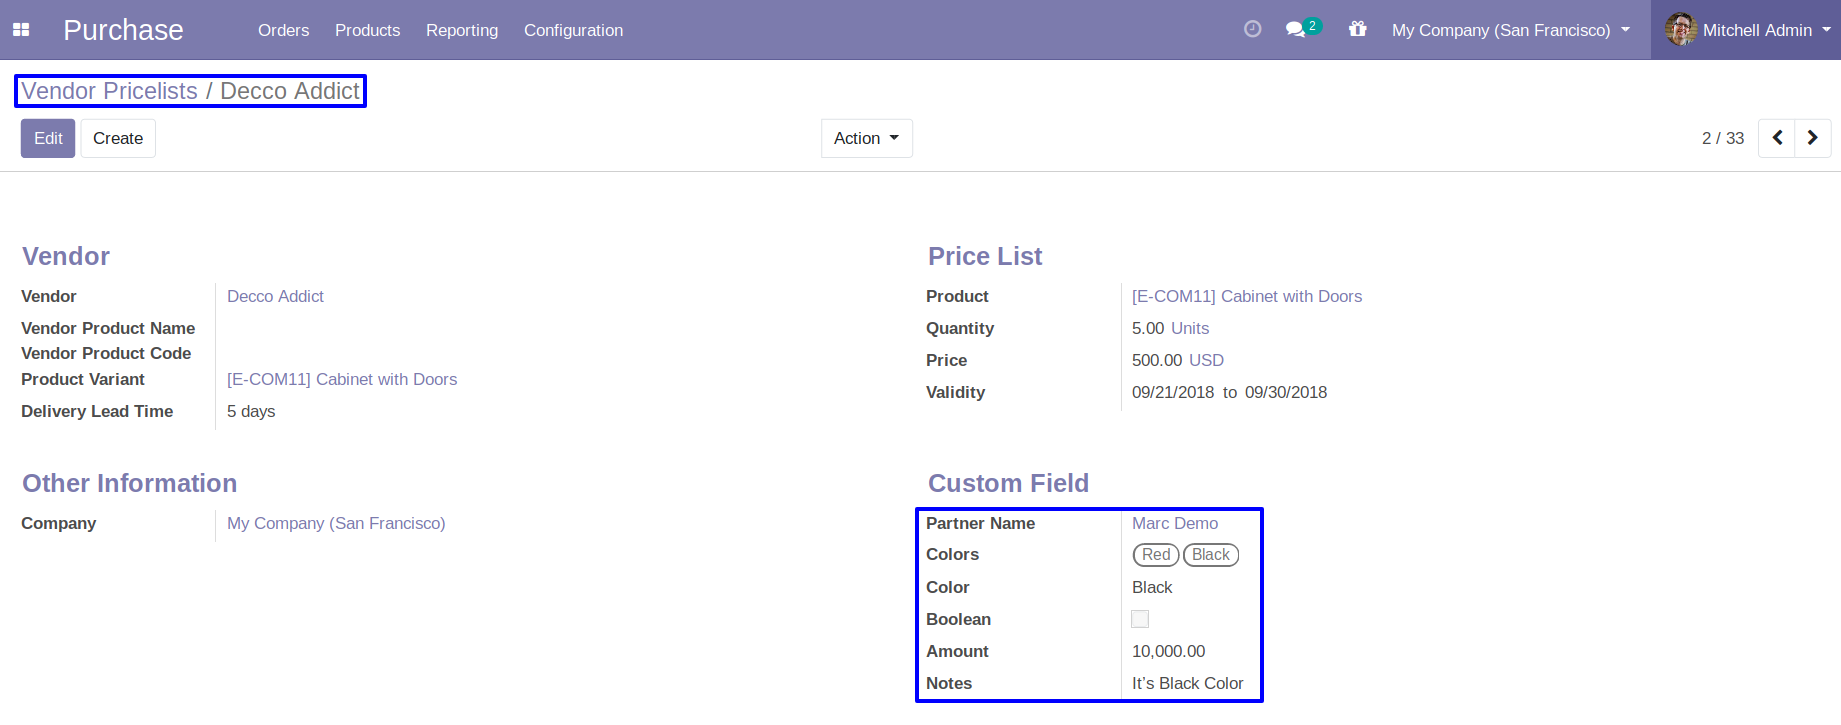 Purchase Orders Products Reporting Configuration 2 My Company (San Francisco) Mitchell Admin
Vendor Pricelists / Decco Addict
Edit Create Action 2 / 33
Vendor
Vendor Decco Addict
Vendor Product Name
Vendor Product Code
Product Variant [E-COM11] Cabinet with Doors
Delivery Lead Time 5 days
Price List
Product [E-COM11] Cabinet with Doors
Quantity 5.00 Units
Price 500.00 USD
Validity 09/21/2018 to 09/30/2018
Other Information
Company My Company (San Francisco)
Custom Field
Partner Name Marc Demo
Colors Red Black
Color Black
Boolean
Amount 10,000.00
Notes It’s Black Color